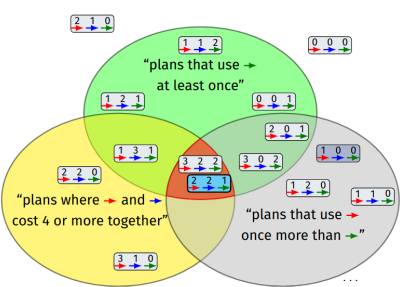 2 1 0
1 1 2
0 0 0
“plans that use →
at least once”
1 2 1
0 0 1
2 0 1
1 3 1
1 0 0
3 2 2
3 0 2
2 2 0
2 2 1
1 2 0
1 1 0
“plans where → and →
cost 4 or more together”
“plans that use →
once more than →”
3 1 0
...